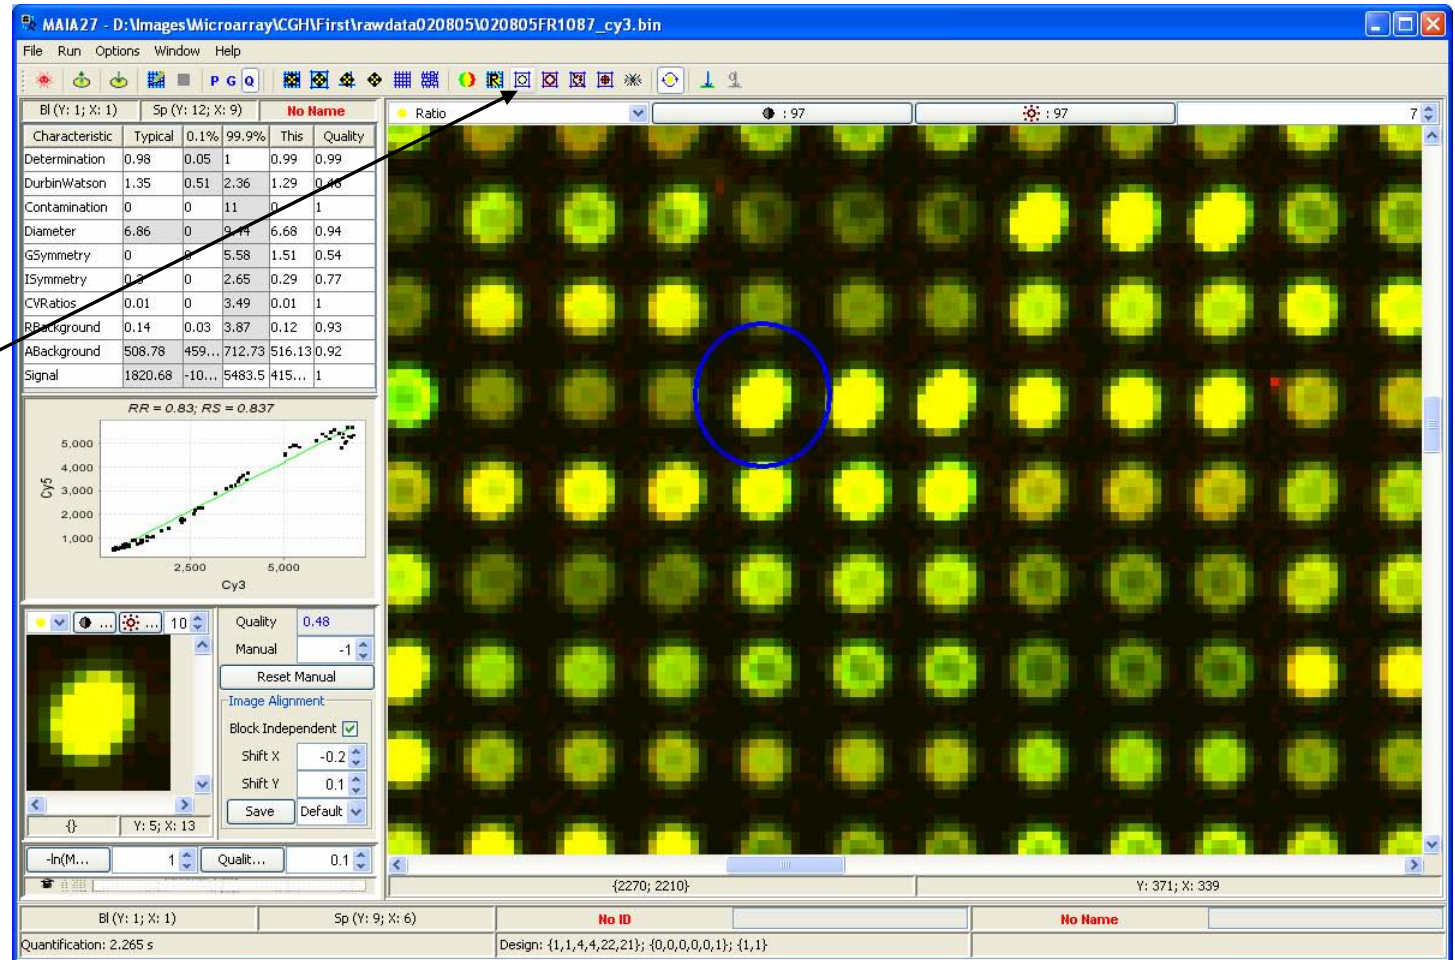 MAIA27 - D:\Images\Microarray\CGH\First\rawdata020805\020805FR1087_cy3.bin
File Run Options Window Help
P G Q
Bl (Y: 1; X: 1) Sp (Y: 12; X: 9) No Name
Ratio : 97 : 97 7
Characteristic Typical 0.1% 99.9% This Quality
Determination 0.98 0.05 1 0.99 0.99
DurbinWatson 1.35 0.51 2.36 1.29 0.48
Contamination 0 0 11 0 1
Diameter 6.86 0 9.44 6.68 0.94
GSymmetry 0 0 5.58 1.51 0.54
ISymmetry 0.3 0 2.65 0.29 0.77
CVRatios 0.01 0 3.49 0.01 1
RBackground 0.14 0.03 3.87 0.12 0.93
ABackground 508.78 459... 712.73 516.13 0.92
Signal 1820.68 -10... 5483.5 415... 1
RR = 0.83; RS = 0.837
5,000
4,000
3,000
2,000
1,000
Cy5
2,500 5,000
Cy3
... ... 10
Quality 0.48
Manual -1
Reset Manual
Image Alignment
Block Independent
Shift X -0.2
Shift Y 0.1
Save Default
{} Y: 5; X: 13
-ln(M... 1 Qualit... 0.1
{2270; 2210} Y: 371; X: 339
Bl (Y: 1; X: 1) Sp (Y: 9; X: 6) No ID No Name
Quantification: 2.265 s Design: {1,1,4,4,22,21}; {0,0,0,0,0,1}; {1,1}